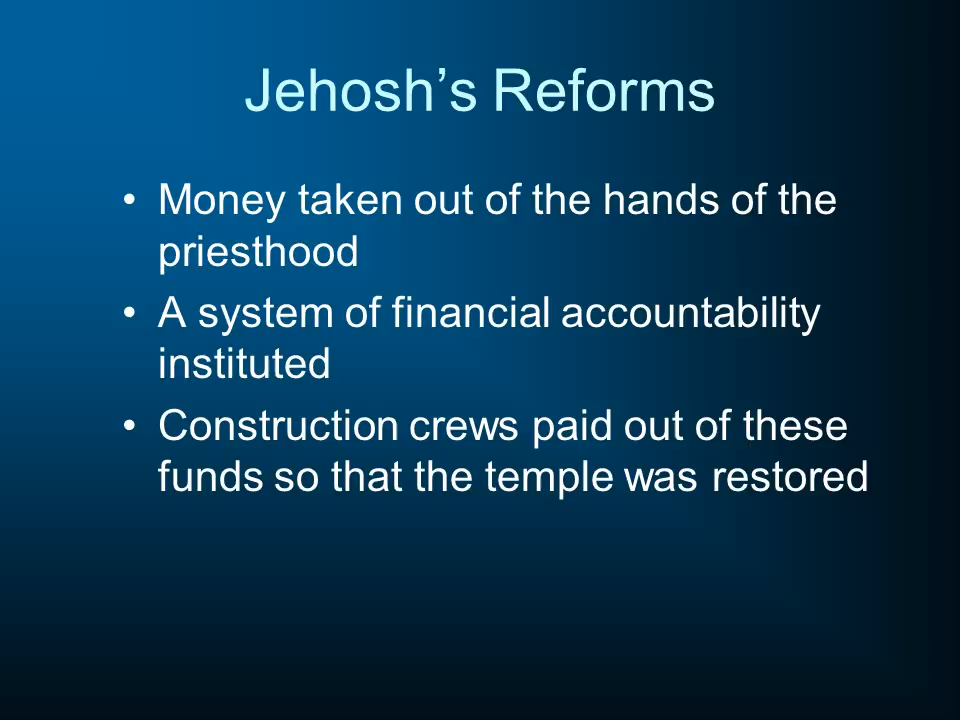 Jehosh’s Reforms
• Money taken out of the hands of the
priesthood
• A system of financial accountability
instituted
• Construction crews paid out of these
funds so that the temple was restored